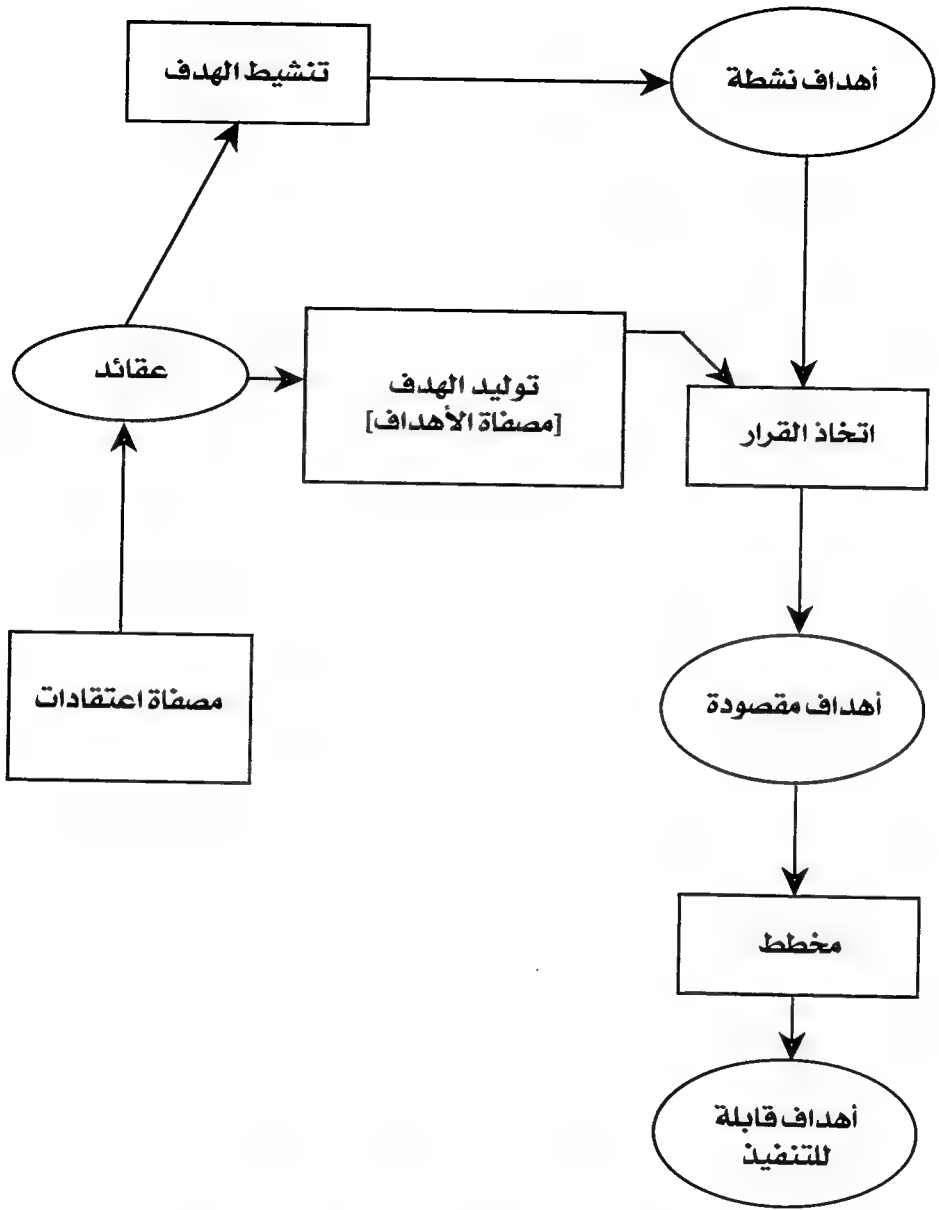 تنشيط الهدف
أهداف نشطة
عقائد
توليد الهدف
[مصفاة الأهداف]
اتخاذ القرار
مصفاة اعتقادات
أهداف مقصودة
مخطط
أهداف قابلة
للتنفيذ